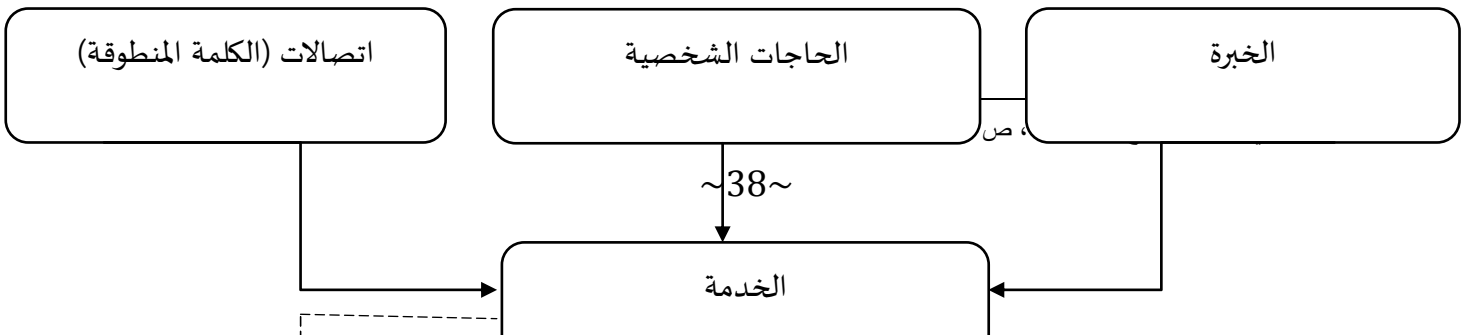 الخبرة
الحاجات الشخصية
اتصالات (الكلمة المنطوقة)
، ص
~38~
الخدمة